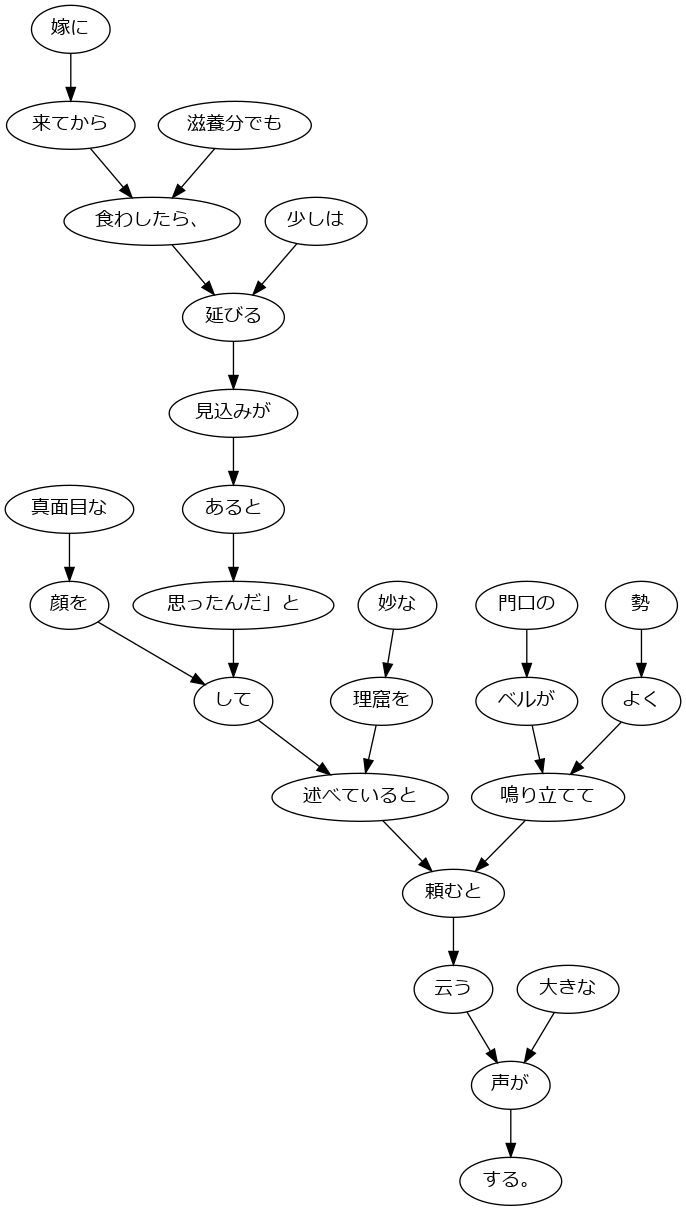 嫁に
来てから
滋養分でも
食わしたら、
少しは
延びる
見込みが
真面目な
あると
顔を
思ったんだ」と
妙な
門口の
勢
して
理窟を
ベルが
よく
述べていると
鳴り立てて
頼むと
云う
大きな
声が
する。